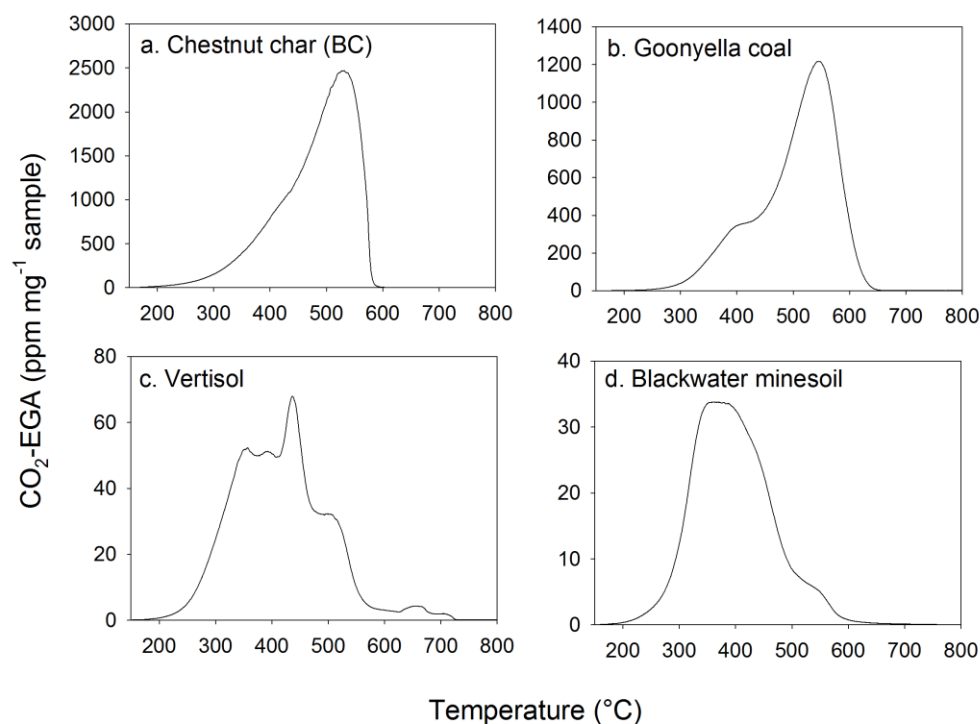 CO₂-EGA (ppm mg⁻¹ sample)
a. Chestnut char (BC)
3000
2500
2000
1500
1000
500
0
200 300 400 500 600 700 800
b. Goonyella coal
1400
1200
1000
800
600
400
200
0
200 300 400 500 600 700 800
c. Vertisol
80
60
40
20
0
200 300 400 500 600 700 800
d. Blackwater minesoil
40
30
20
10
0
200 300 400 500 600 700 800
Temperature (°C)